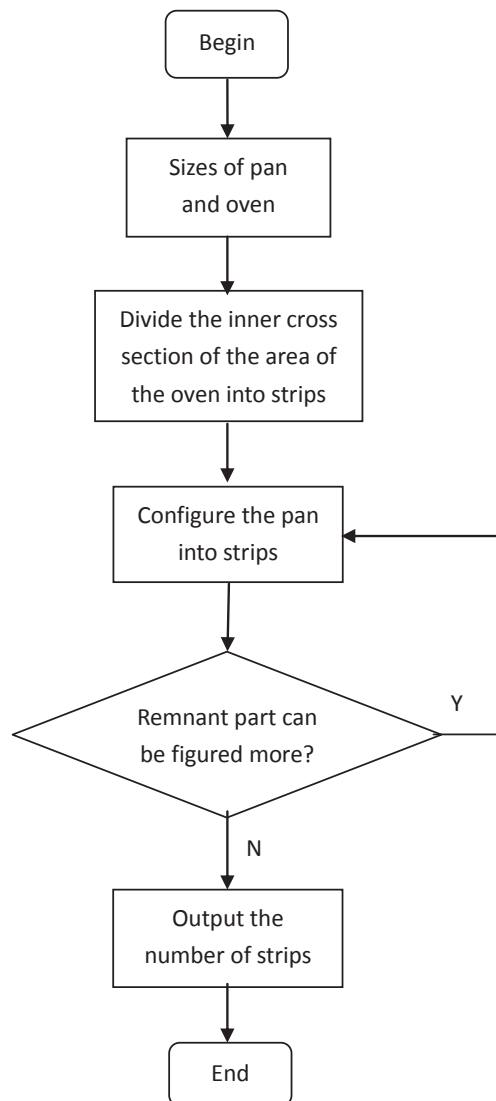 Begin
Sizes of pan
and oven
Divide the inner cross
section of the area of
the oven into strips
Configure the pan
into strips
Remnant part can
be figured more?
Y
N
Output the
number of strips
End